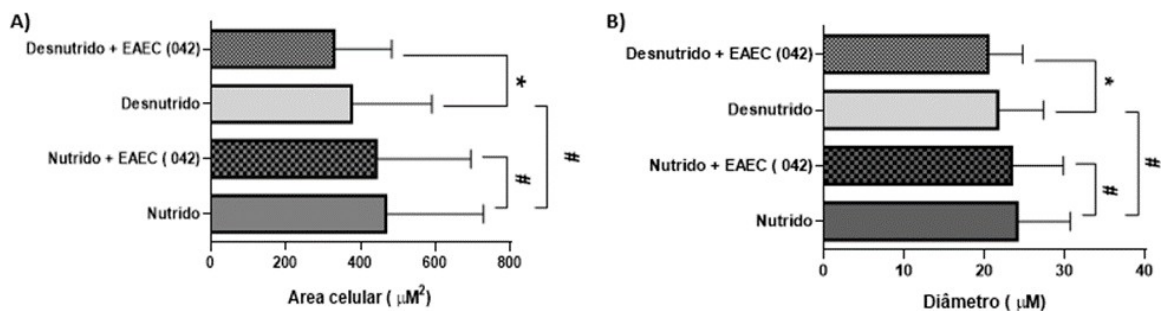 A)
Desnutrido + EAEC (042)
Desnutrido
Nutrido + EAEC ( 042)
Nutrido
*
#
#
0 200 400 600 800
Area celular ( μM²)
B)
Desnutrido + EAEC (042)
Desnutrido
Nutrido + EAEC ( 042)
Nutrido
*
#
#
0 10 20 30 40
Diâmetro ( μM)